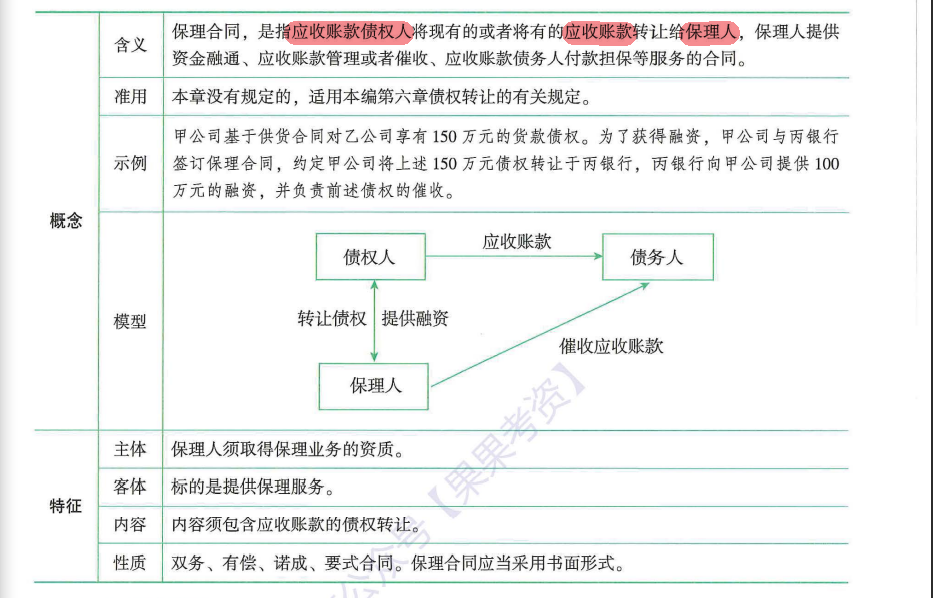 概念
含义
保理合同，是指应收账款债权人将现有的或者将有的应收账款转让给保理人，保理人提供
资金融通、应收账款管理或者催收、应收账款债务人付款担保等服务的合同。
准用
本章没有规定的，适用本编第六章债权转让的有关规定。
示例
甲公司基于供货合同对乙公司享有 150 万元的货款债权。为了获得融资，甲公司与丙银行
签订保理合同，约定甲公司将上述 150 万元债权转让于丙银行，丙银行向甲公司提供 100
万元的融资，并负责前述债权的催收。
模型
债权人
应收账款
债务人
转让债权
提供融资
催收应收账款
保理人
特征
主体
保理人须取得保理业务的资质。
客体
标的是提供保理服务。
内容
内容须包含应收账款的债权转让。
性质
双务、有偿、诺成、要式合同。保理合同应当采用书面形式。
公众号【果果考资】